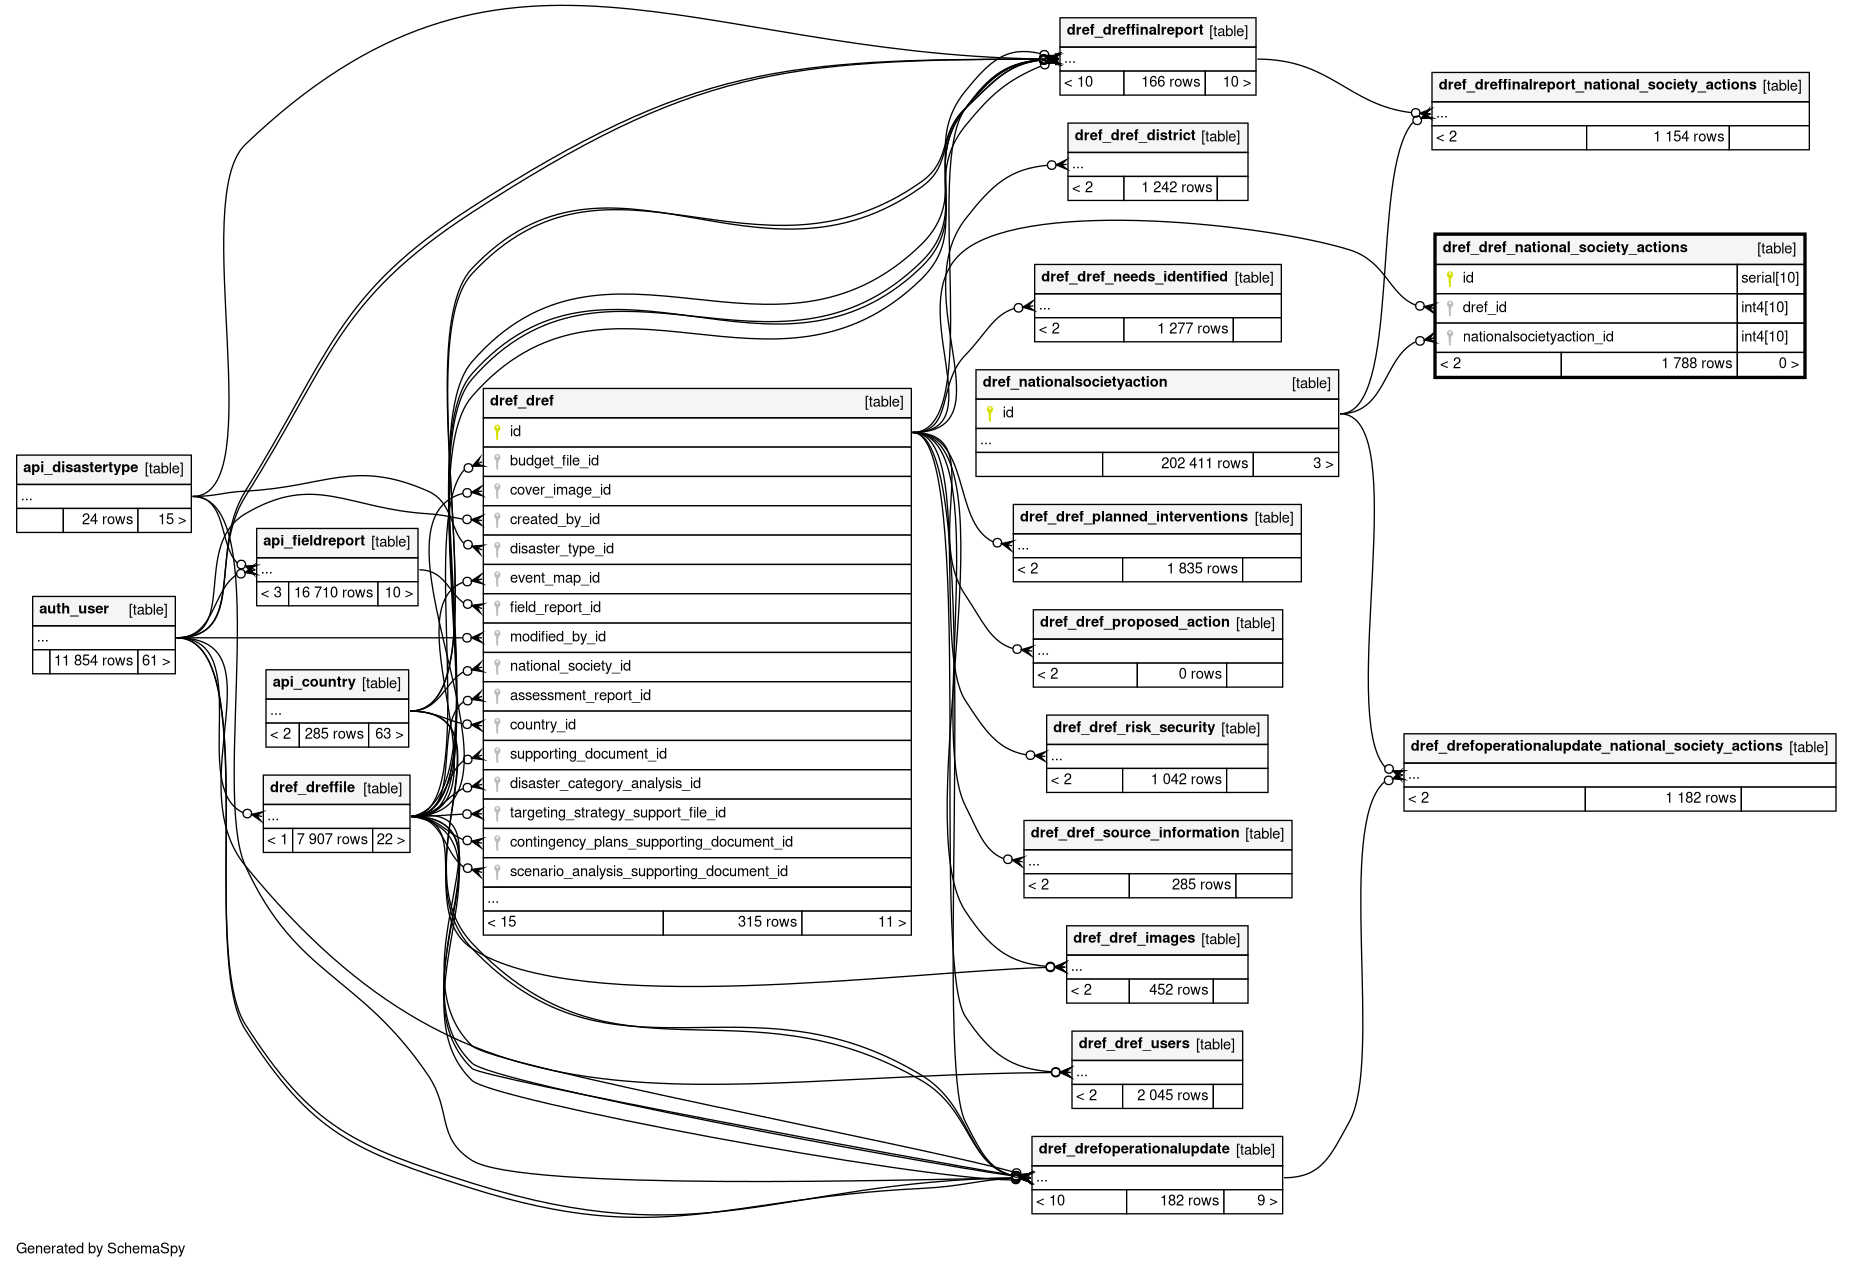 dref_dreffinalreport [table]
...
< 10 166 rows 10 >
dref_dreffinalreport_national_society_actions [table]
...
< 2 1 154 rows
dref_dref_district [table]
...
< 2 1 242 rows
dref_dref_national_society_actions [table]
id serial[10]
dref_id int4[10]
nationalsocietyaction_id int4[10]
< 2 1 788 rows 0 >
dref_dref_needs_identified [table]
...
< 2 1 277 rows
dref_nationalsocietyaction [table]
id
...
202 411 rows 3 >
dref_dref [table]
id
budget_file_id
cover_image_id
created_by_id
disaster_type_id
event_map_id
field_report_id
modified_by_id
national_society_id
assessment_report_id
country_id
supporting_document_id
disaster_category_analysis_id
targeting_strategy_support_file_id
contingency_plans_supporting_document_id
scenario_analysis_supporting_document_id
...
< 15 315 rows 11 >
api_disastertype [table]
...
24 rows 15 >
api_fieldreport [table]
...
< 3 16 710 rows 10 >
auth_user [table]
...
11 854 rows 61 >
api_country [table]
...
< 2 285 rows 63 >
dref_dreffile [table]
...
< 1 7 907 rows 22 >
dref_dref_planned_interventions [table]
...
< 2 1 835 rows
dref_dref_proposed_action [table]
...
< 2 0 rows
dref_dref_risk_security [table]
...
< 2 1 042 rows
dref_drefoperationalupdate_national_society_actions [table]
...
< 2 1 182 rows
dref_dref_source_information [table]
...
< 2 285 rows
dref_dref_images [table]
...
< 2 452 rows
dref_dref_users [table]
...
< 2 2 045 rows
dref_drefoperationalupdate [table]
...
< 10 182 rows 9 >
Generated by SchemaSpy